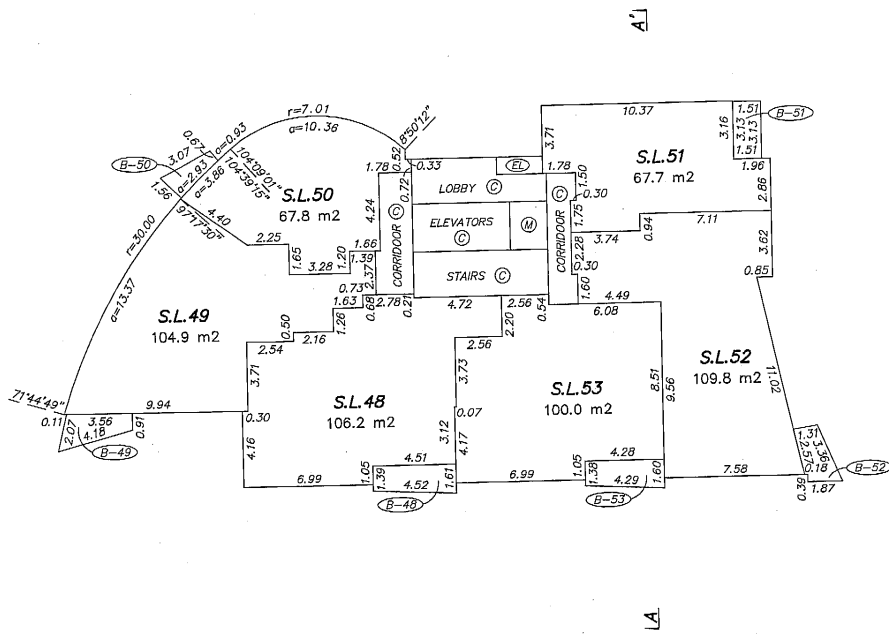 A'
r=7.01
a=10.36
8°50'12"
10.37
1.51
B-51
3.16
3.13
3.13
1.51
1.96
3.71
0.67
a=0.93
B-50
3.07
a=2.93
a=3.86
104°09'01"
104°39'15"
1.56
0.52
0.33
1.78
EL
1.78
S.L.51
67.7 m2
S.L.50
67.8 m2
0.72
LOBBY C
1.50
0.30
2.86
4.40
97°17'30"
r=30.00
4.24
CORRIDOR C
ELEVATORS
C
M
CORRIDOR C
1.75
0.94
7.11
3.74
2.25
1.65
3.28
1.20
1.66
1.39
2.37
2.28
0.30
3.62
STAIRS C
0.85
a=13.37
0.73
1.63
0.68
2.78
0.21
4.72
2.56
0.54
1.60
4.49
6.08
S.L.49
104.9 m2
0.50
1.26
2.16
2.54
2.20
2.56
3.71
3.73
S.L.52
109.8 m2
11.02
8.51
9.56
71°44'49"
0.11
9.94
0.30
S.L.48
106.2 m2
0.07
S.L.53
100.0 m2
2.07
3.56
4.18
0.91
B-49
4.16
3.12
4.17
1.31
3.36
2.57
0.18
B-52
1.87
0.39
6.99
1.05
4.51
1.39
4.52
1.61
B-48
6.99
1.05
4.28
1.38
4.29
1.60
B-53
7.58
A